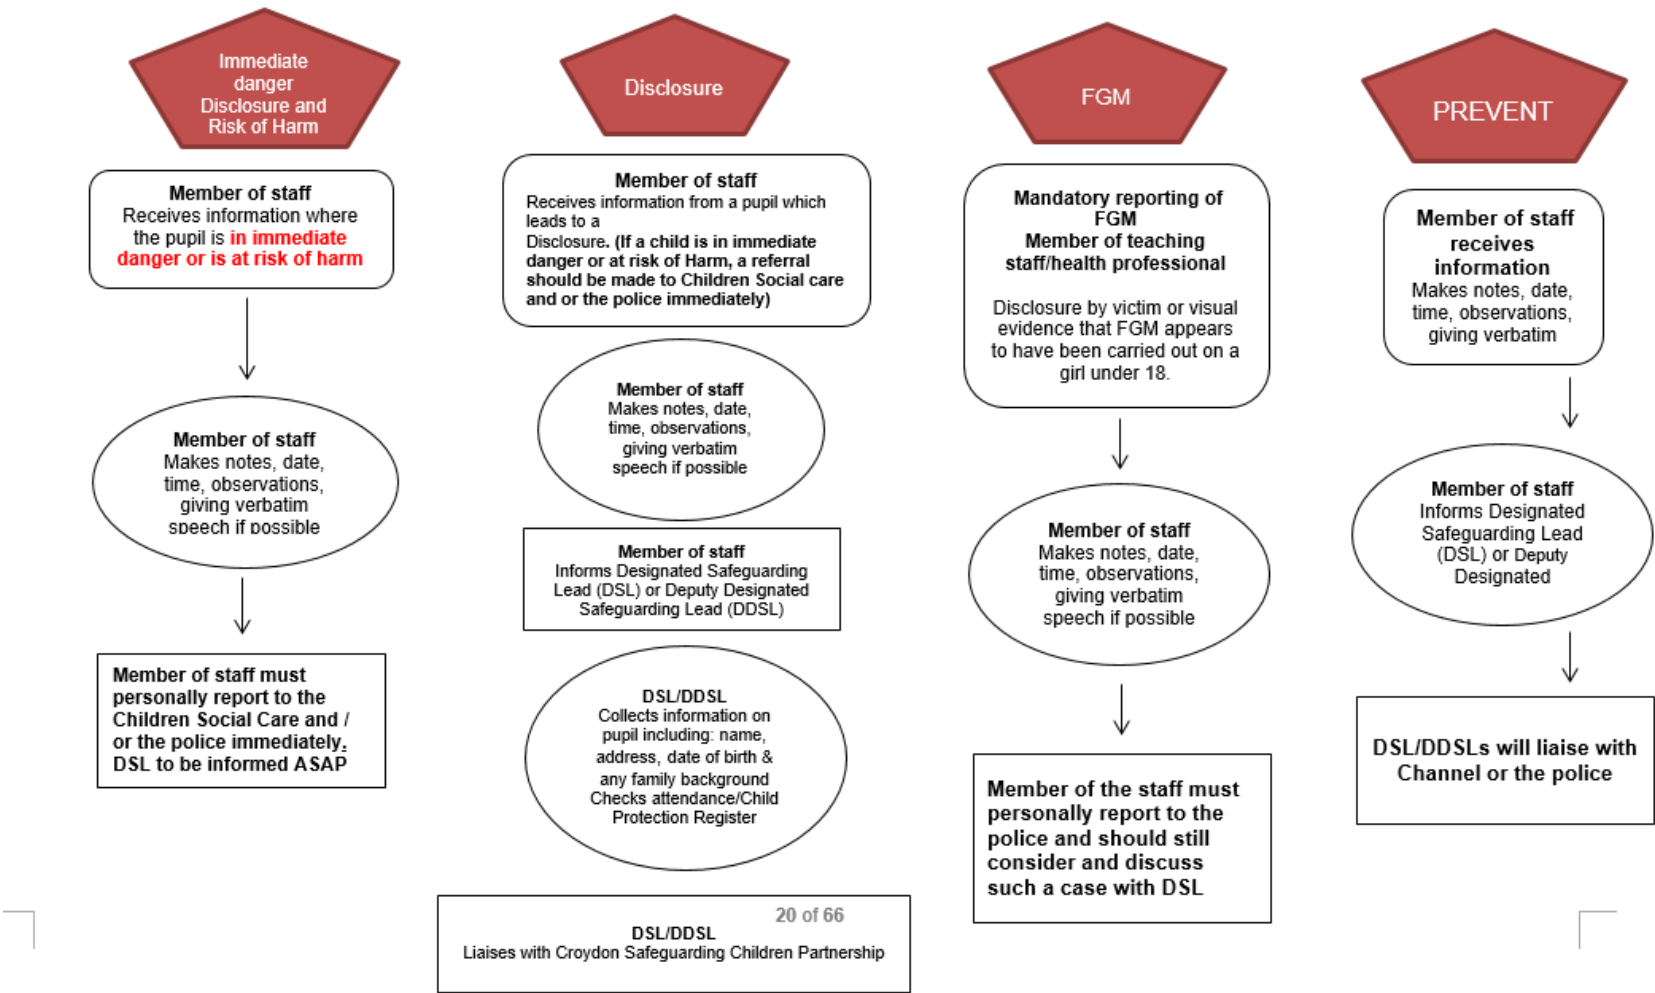 Immediate
danger
Disclosure and
Risk of Harm
Member of staff
Receives information where
the pupil is in immediate
danger or is at risk of harm
Member of staff
Makes notes, date,
time, observations,
giving verbatim
speech if possible
Member of staff must
personally report to the
Children Social Care and /
or the police immediately.
DSL to be informed ASAP
Disclosure
Member of staff
Receives information from a pupil which
leads to a
Disclosure. (If a child is in immediate
danger or at risk of Harm, a referral
should be made to Children Social care
and or the police immediately)
Member of staff
Makes notes, date,
time, observations,
giving verbatim
speech if possible
Member of staff
Informs Designated Safeguarding
Lead (DSL) or Deputy Designated
Safeguarding Lead (DDSL)
DSL/DDSL
Collects information on
pupil including: name,
address, date of birth &
any family background
Checks attendance/Child
Protection Register
20 of 66
DSL/DDSL
Liaises with Croydon Safeguarding Children Partnership
FGM
Mandatory reporting of
FGM
Member of teaching
staff/health professional
Disclosure by victim or visual
evidence that FGM appears
to have been carried out on a
girl under 18.
Member of staff
Makes notes, date,
time, observations,
giving verbatim
speech if possible
Member of the staff must
personally report to the
police and should still
consider and discuss
such a case with DSL
PREVENT
Member of staff
receives
information
Makes notes, date,
time, observations,
giving verbatim
Member of staff
Informs Designated
Safeguarding Lead
(DSL) or Deputy
Designated
DSL/DDSLs will liaise with
Channel or the police